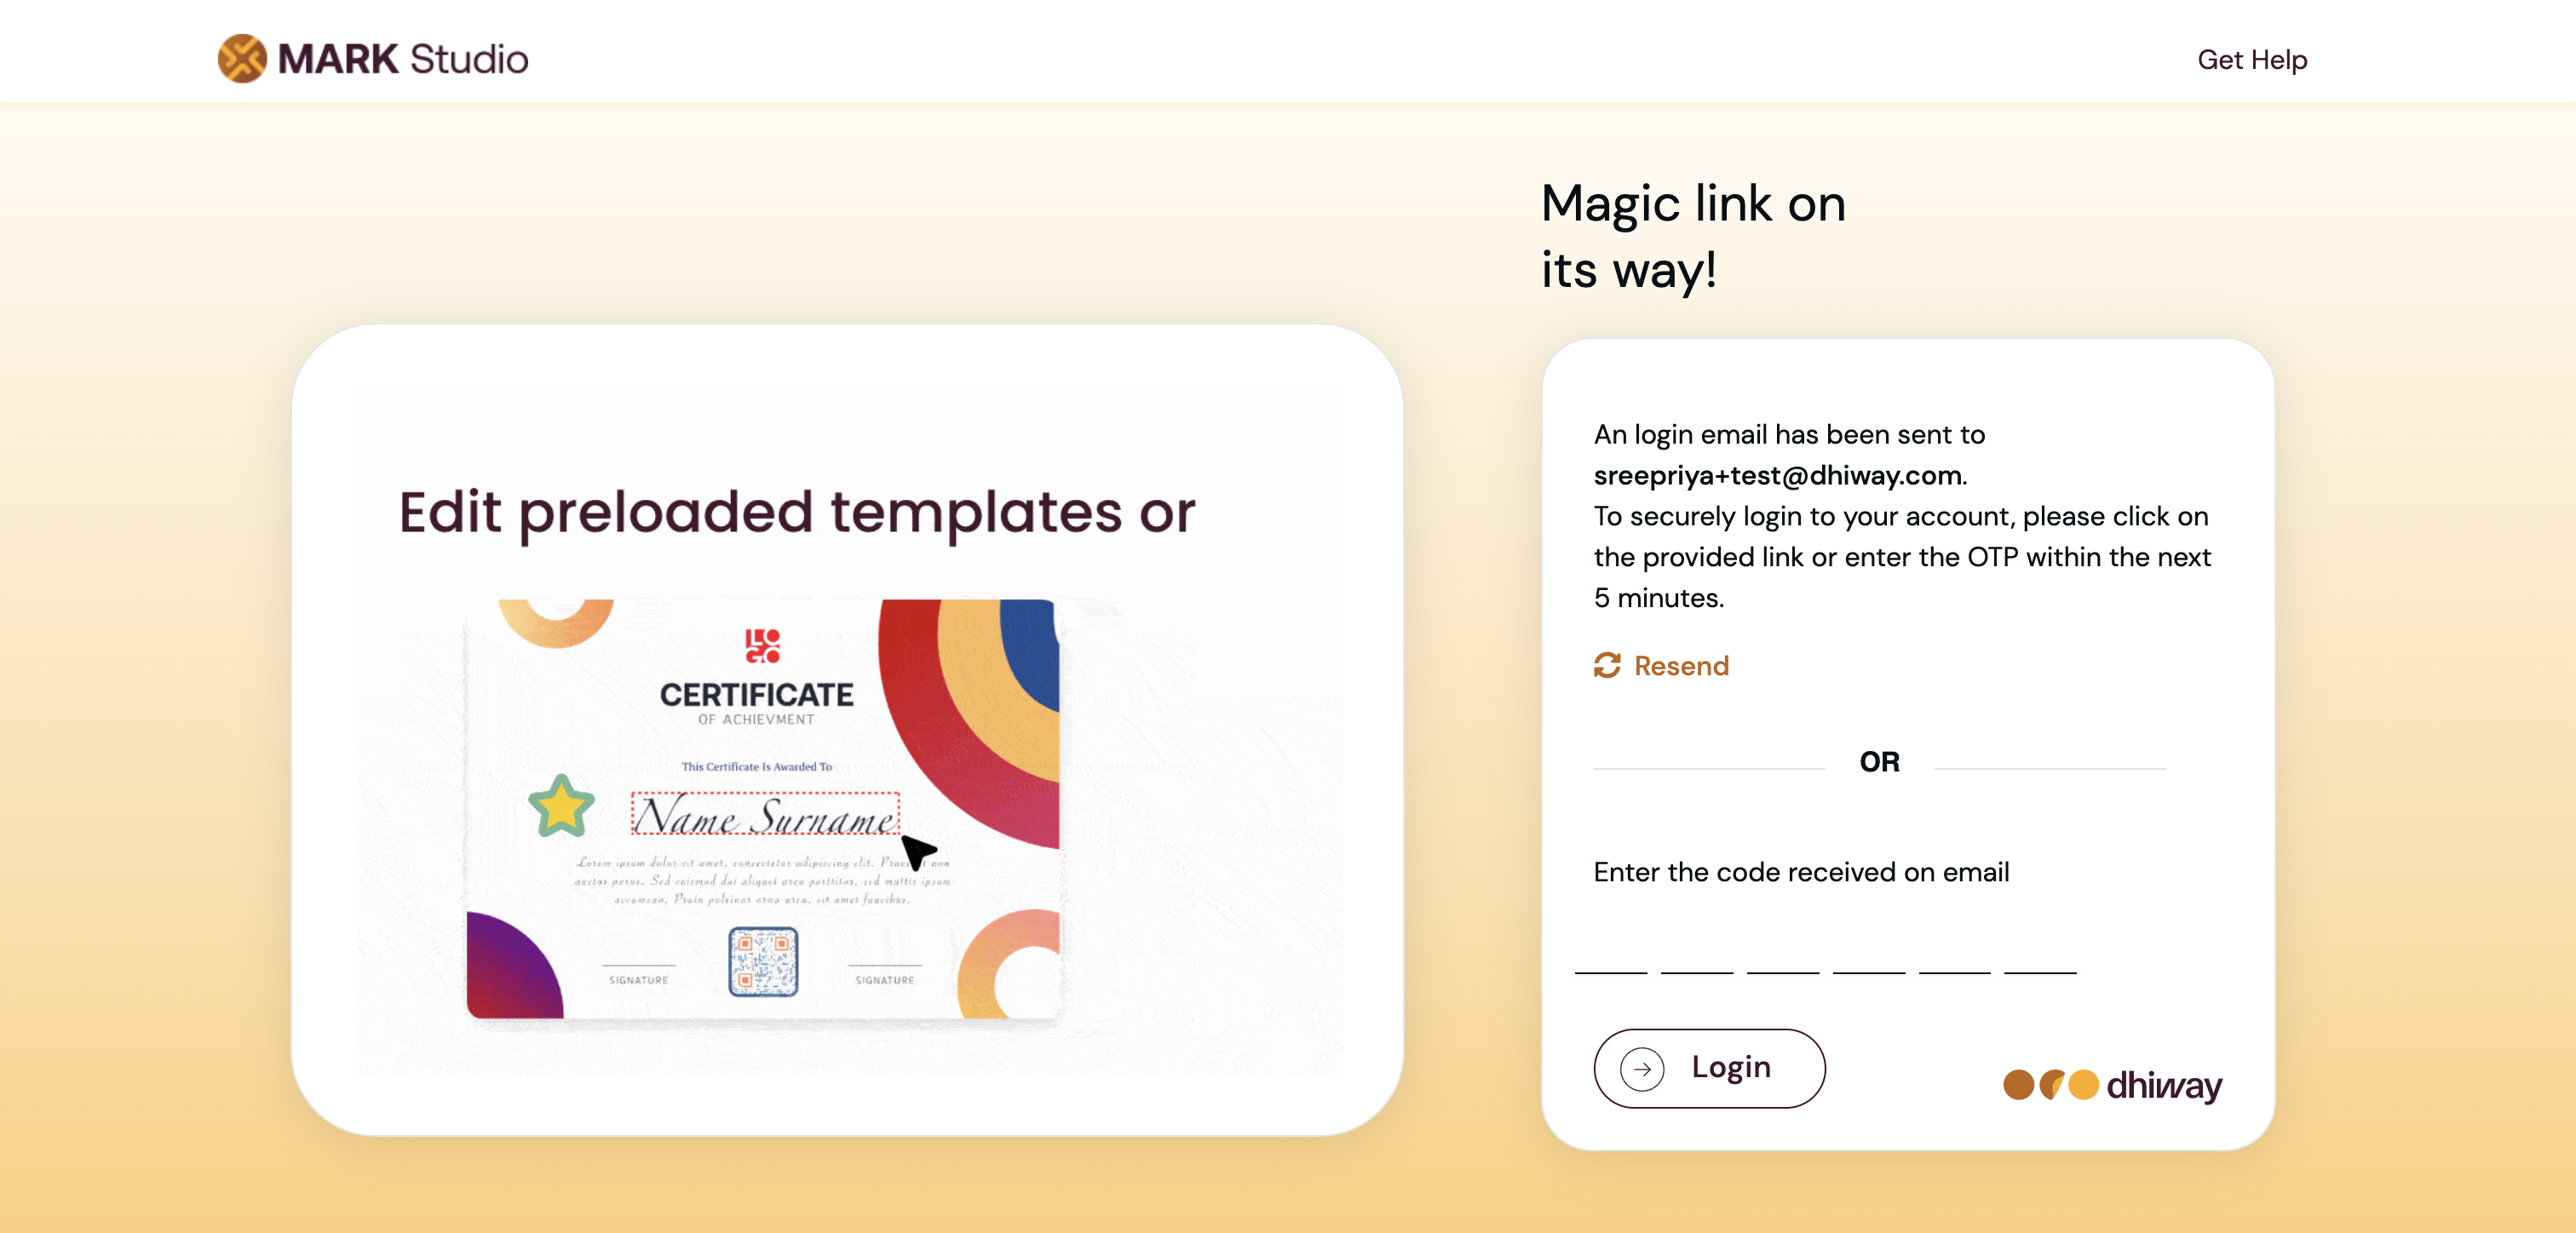 MARK Studio
Get Help
Magic link on
its way!
Edit preloaded templates or
LOGO
CERTIFICATE
OF ACHIEVMENT
This Certificate Is Awarded To
Name Surname
Lorem ipsum dolor sit amet, consectetur adipiscing elit. non
auctor purus. Sed euismod dui aliquet arcu porttitor, sed mattis ipsum
accumsan. Proin pulvinar urna arcu, sit amet faucibus.
SIGNATURE
SIGNATURE
An login email has been sent to
sreepriya+test@dhiway.com.
To securely login to your account, please click on
the provided link or enter the OTP within the next
5 minutes.
Resend
OR
Enter the code received on email
Login
dhiway